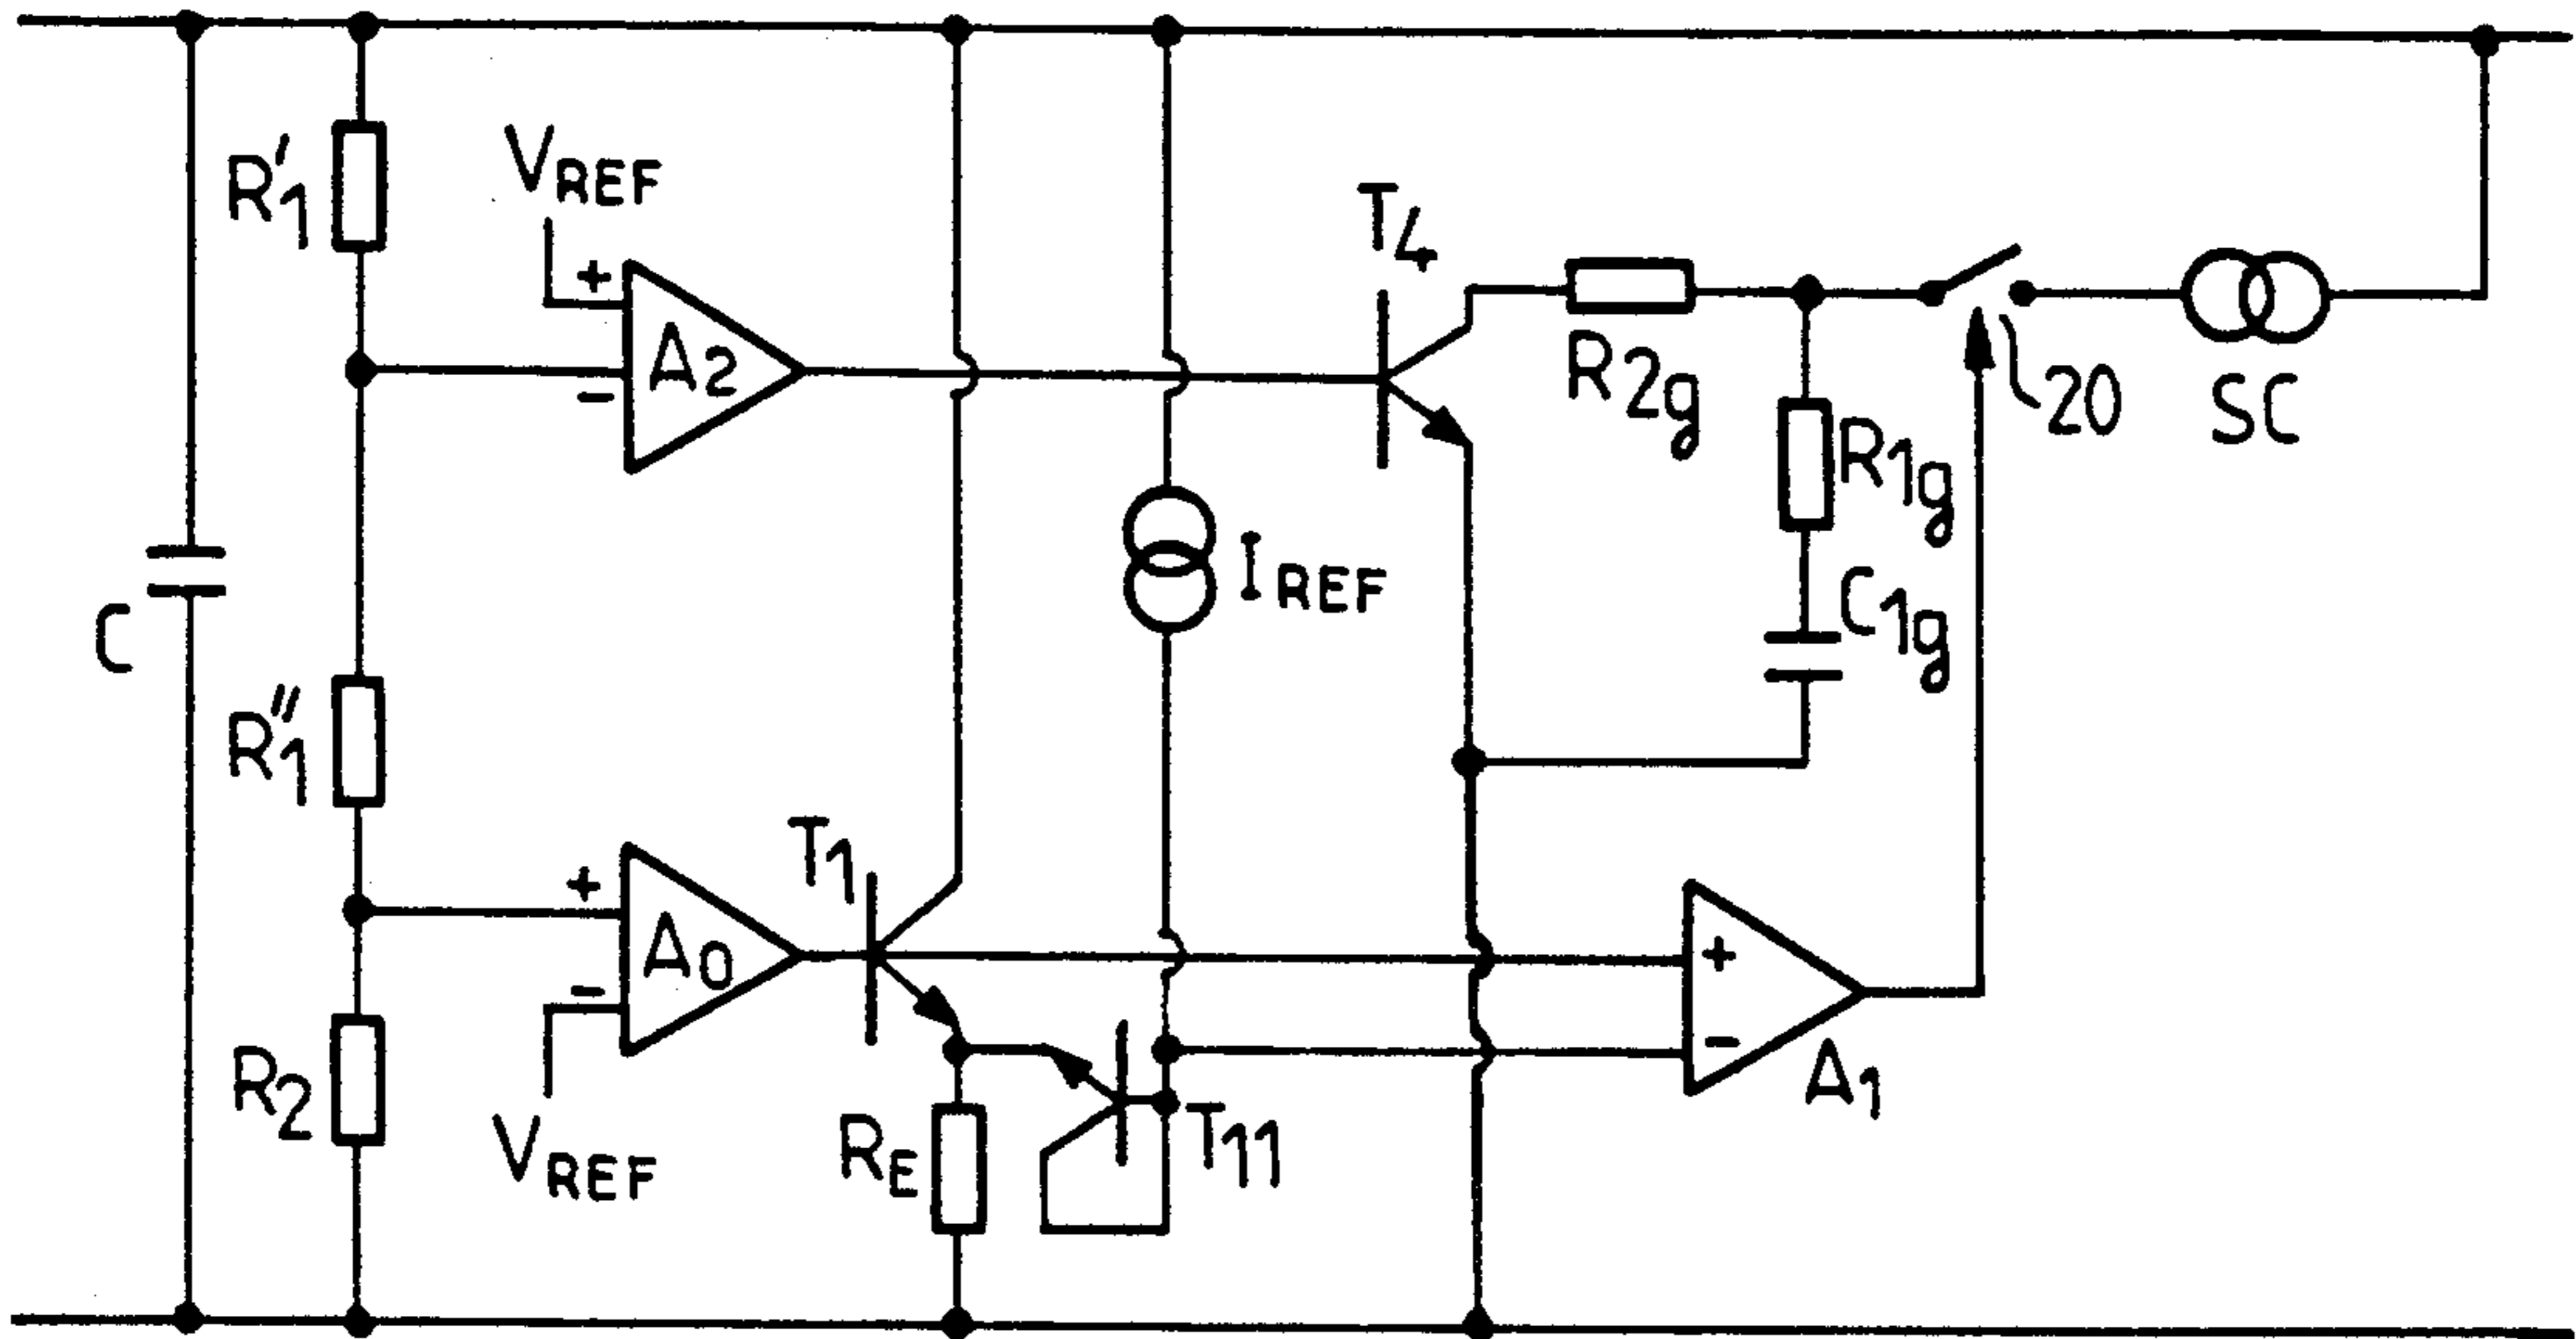 R'1
VREF
+
A2
-
T4
R2g
20
SC
R1g
C
IREF
C1g
R''1
T1
+
A0
-
+
-
A1
R2
VREF
RE
T11